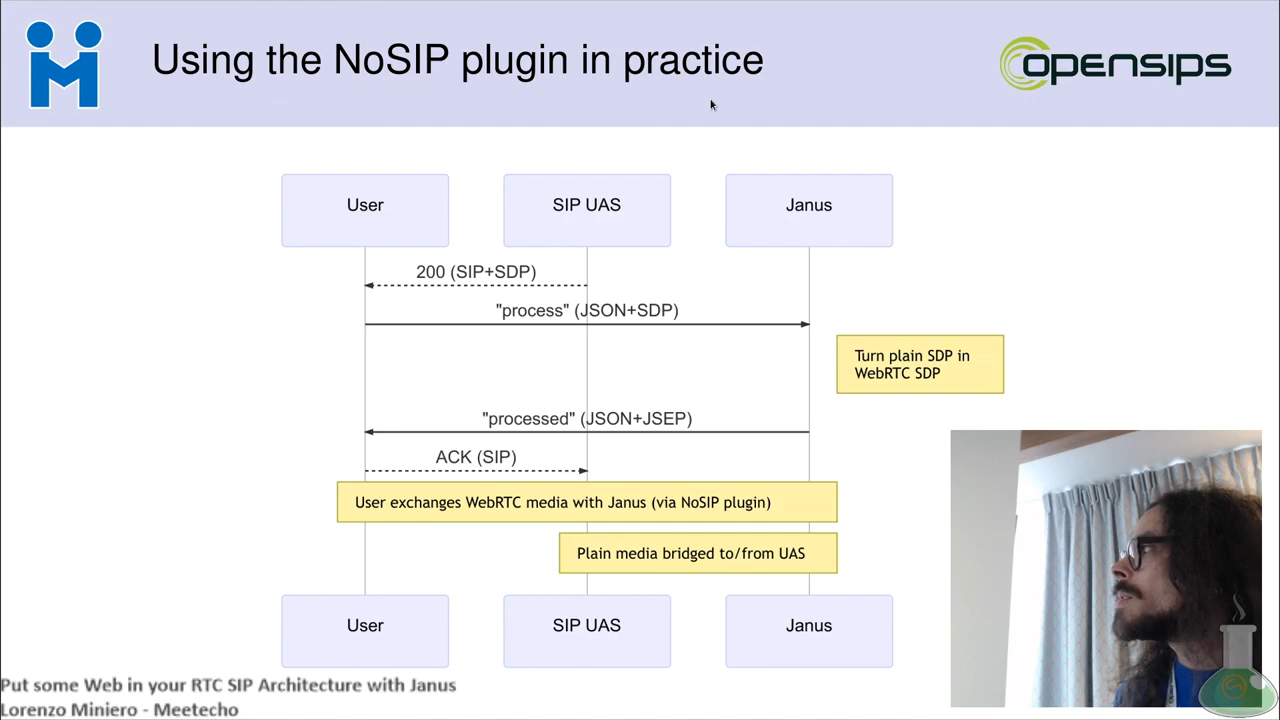 Using the NoSIP plugin in practice
opensips
User
SIP UAS
Janus
200 (SIP+SDP)
"process" (JSON+SDP)
Turn plain SDP in
WebRTC SDP
"processed" (JSON+JSEP)
ACK (SIP)
User exchanges WebRTC media with Janus (via NoSIP plugin)
Plain media bridged to/from UAS
User
SIP UAS
Janus
Put some Web in your RTC SIP Architecture with Janus
Lorenzo Miniero - Meetecho